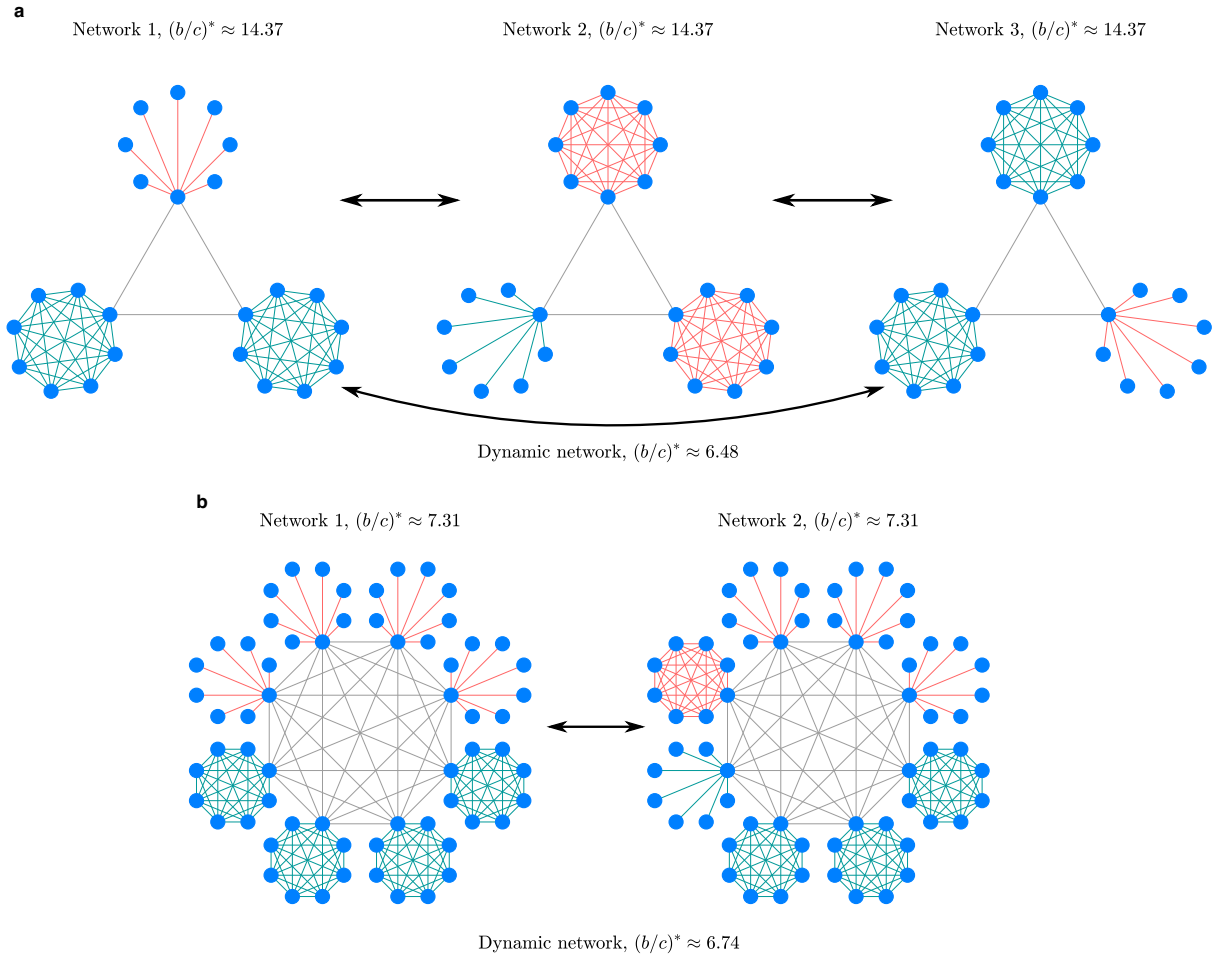 a
Network 1, (b/c)* ≈ 14.37
Network 2, (b/c)* ≈ 14.37
Network 3, (b/c)* ≈ 14.37
Dynamic network, (b/c)* ≈ 6.48
b
Network 1, (b/c)* ≈ 7.31
Network 2, (b/c)* ≈ 7.31
Dynamic network, (b/c)* ≈ 6.74